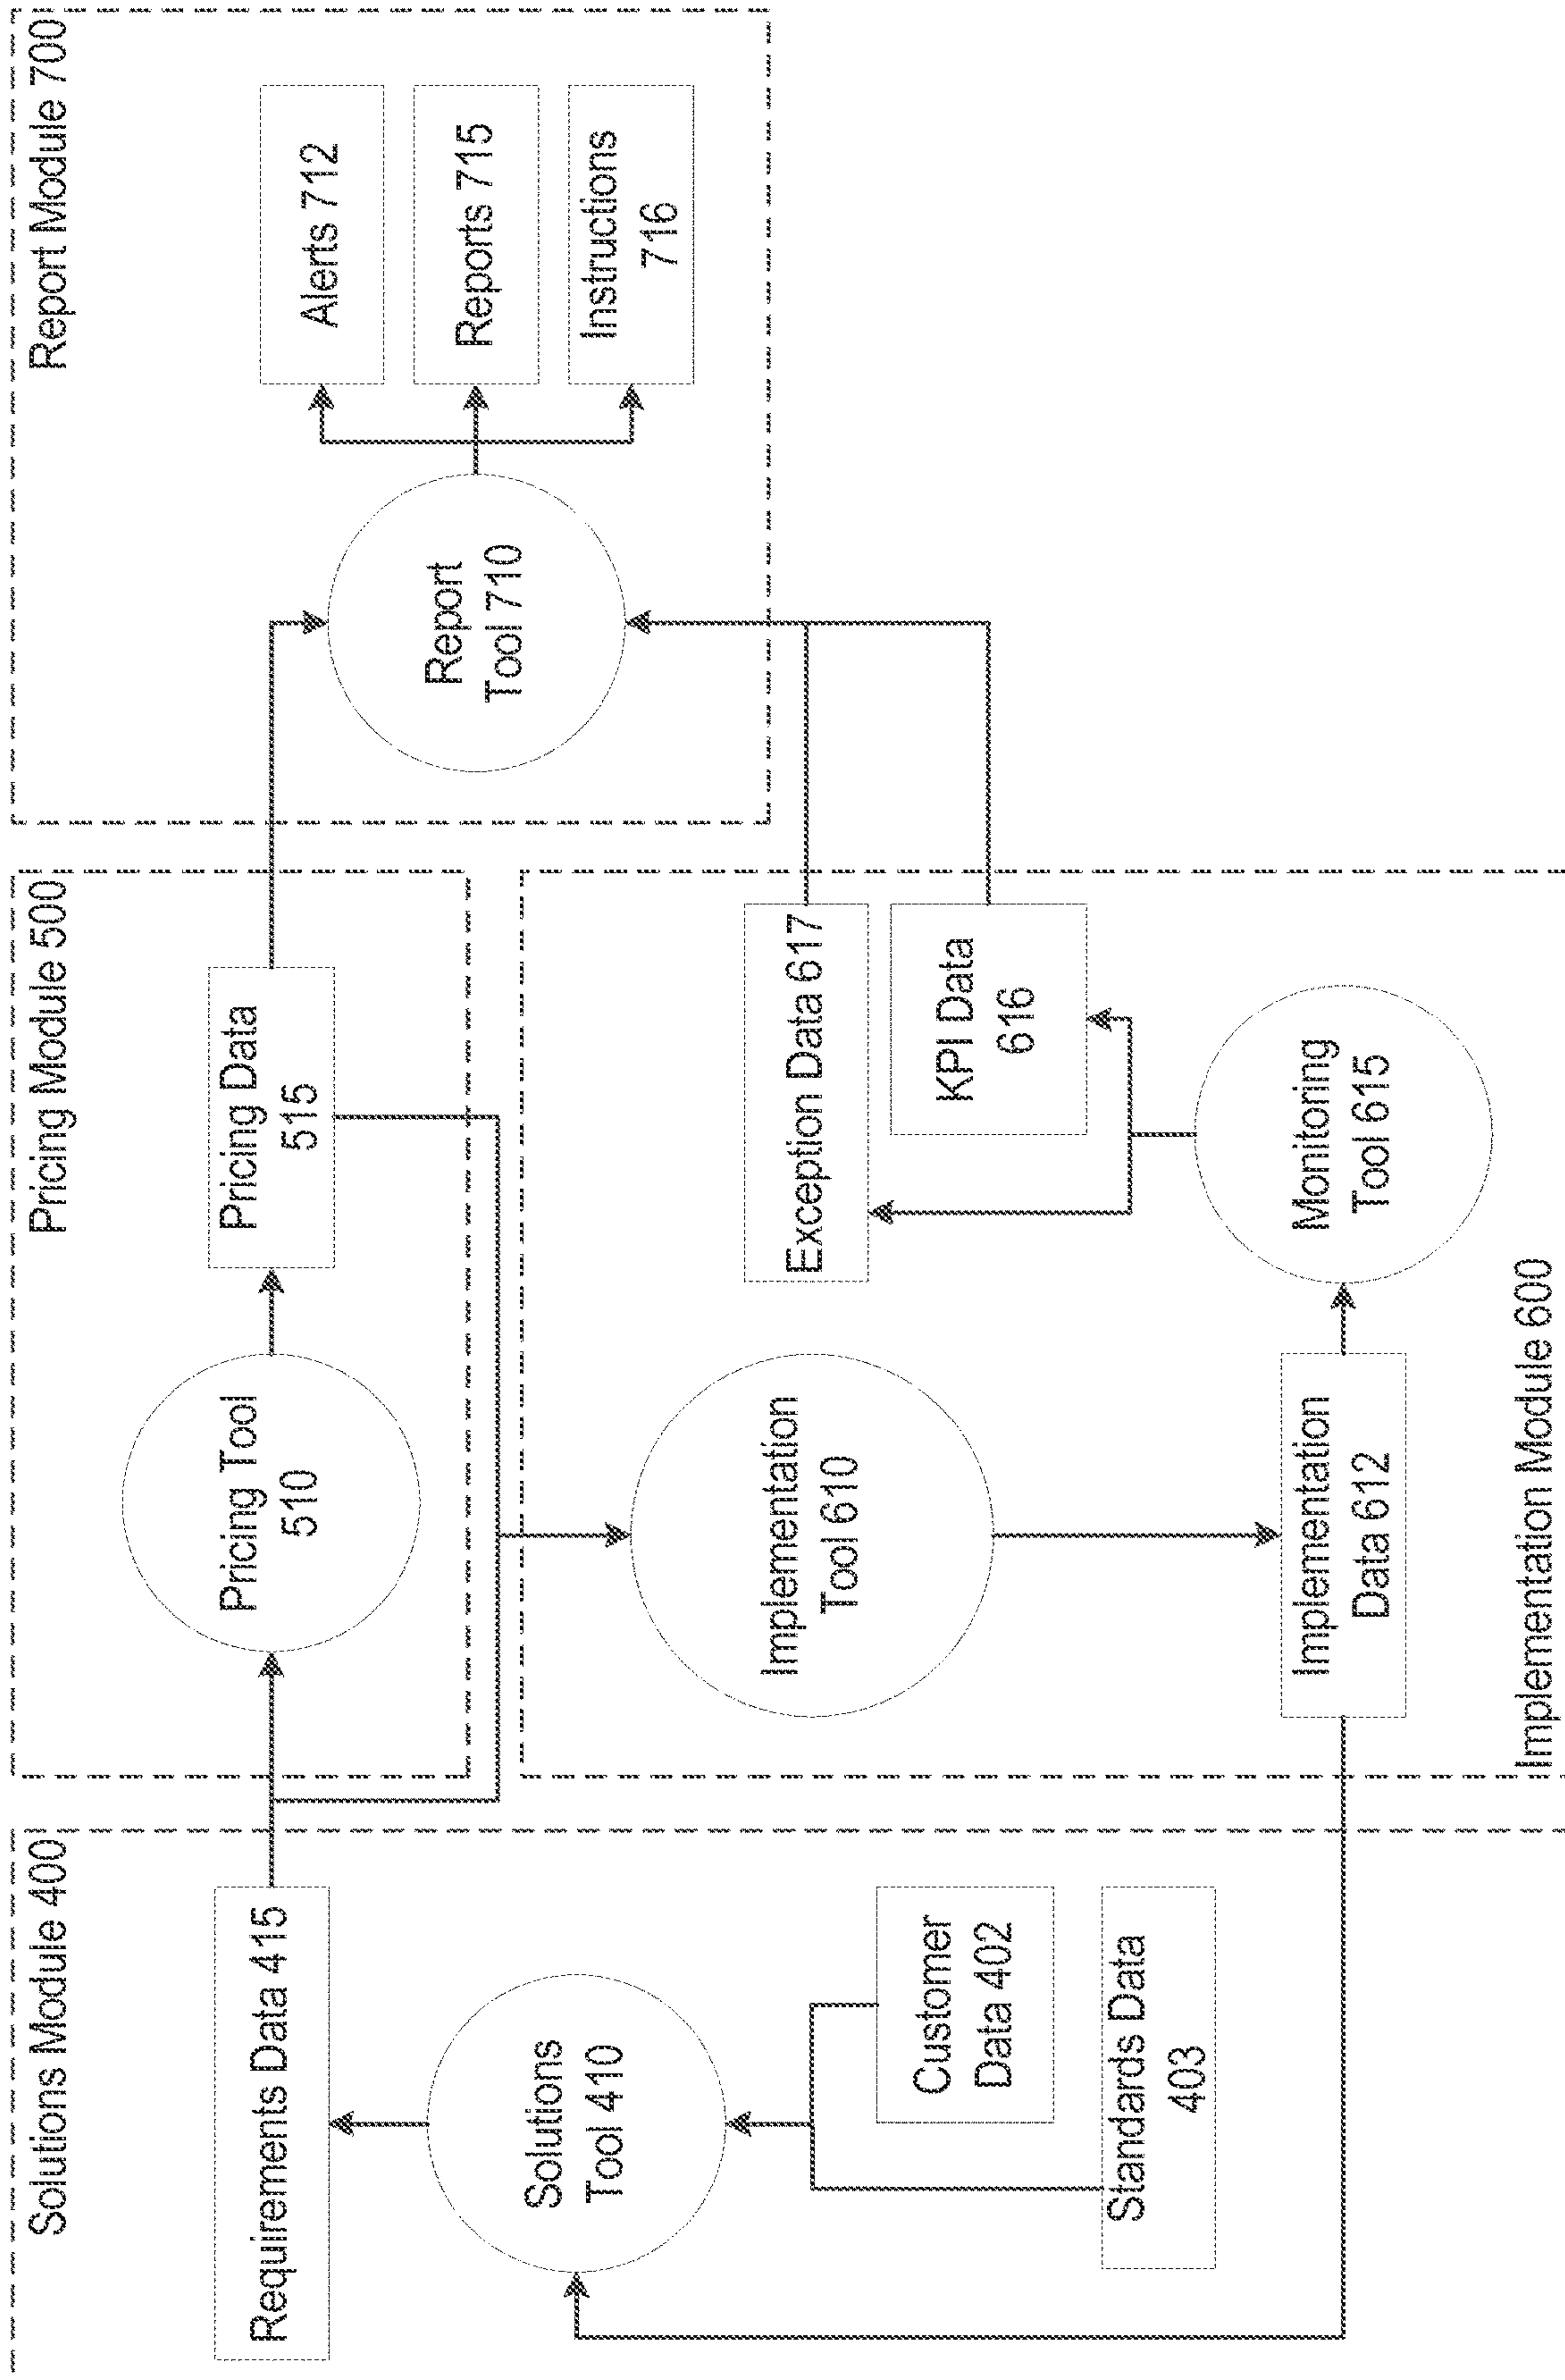 Solutions Module 400
Requirements Data 415
Solutions
Tool 410
Customer
Data 402
Standards Data
403
Pricing Module 500
Pricing Tool
510
Pricing Data
515
Implementation
Tool 610
Implementation
Data 612
Exception Data 617
KPI Data
616
Monitoring
Tool 615
Implementation Module 600
Report Module 700
Report
Tool 710
Alerts 712
Reports 715
Instructions
716